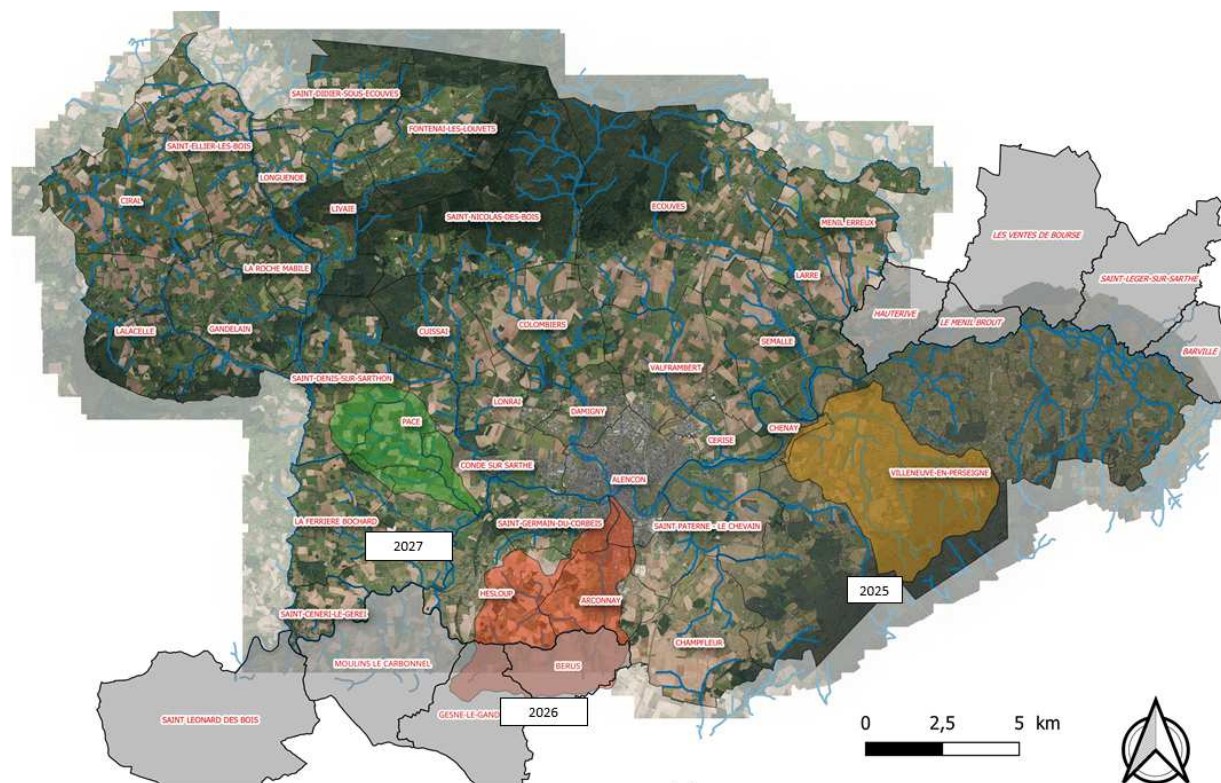 SAINT-DIDIER-SOUS-ECOUVES
FONTENAI-LES-LOUVETS
SAINT-ELLIER-LES-BOIS
LONGUENOE
CIRAL
LIVAIE
SAINT-NICOLAS-DES-BOIS
ECOUVES
MENIL ERREUX
LES VENTES DE BOURSE
LA ROCHE MABILE
LARRE
SAINT-LEGER-SUR-SARTHE
HAUTERIVE
LE MENIL BROUT
LALACELLE
GANDELAIN
CUISSAI
COLOMBIERS
SEMALLE
BARVILLE
VALFRAMBERT
SAINT-DENIS-SUR-SARTHON
LONRAI
DAMIGNY
PACE
CHENAY
CERISE
CONDE SUR SARTHE
ALENCON
VILLENEUVE-EN-PERSEIGNE
LA FERRIERE BOCHARD
SAINT-GERMAIN-DU-CORBEIS
SAINT PATERNE - LE CHEVAIN
2027
2025
HESLOUP
ARCONNAY
SAINT-CENERI-LE-GEREI
CHAMPFLEUR
MOULINS LE CARBONNEL
BERUS
SAINT LEONARD DES BOIS
GESNE-LE-GAND
2026
0 2,5 5 km